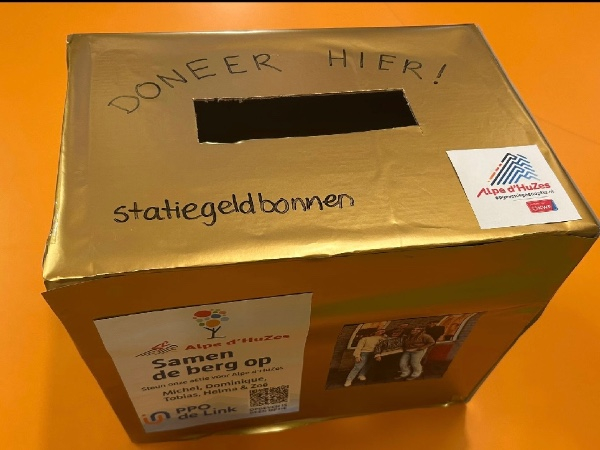 DONEER HIER!
statiegeldbonnen
Alpe d'HuZes
Alpe d'HuZes
Samen
de berg op
Steun onze aktie voor Alpe d'HuZes
Michel, Dominique,
Tobias, Helma & Zoë
PPO
de Link